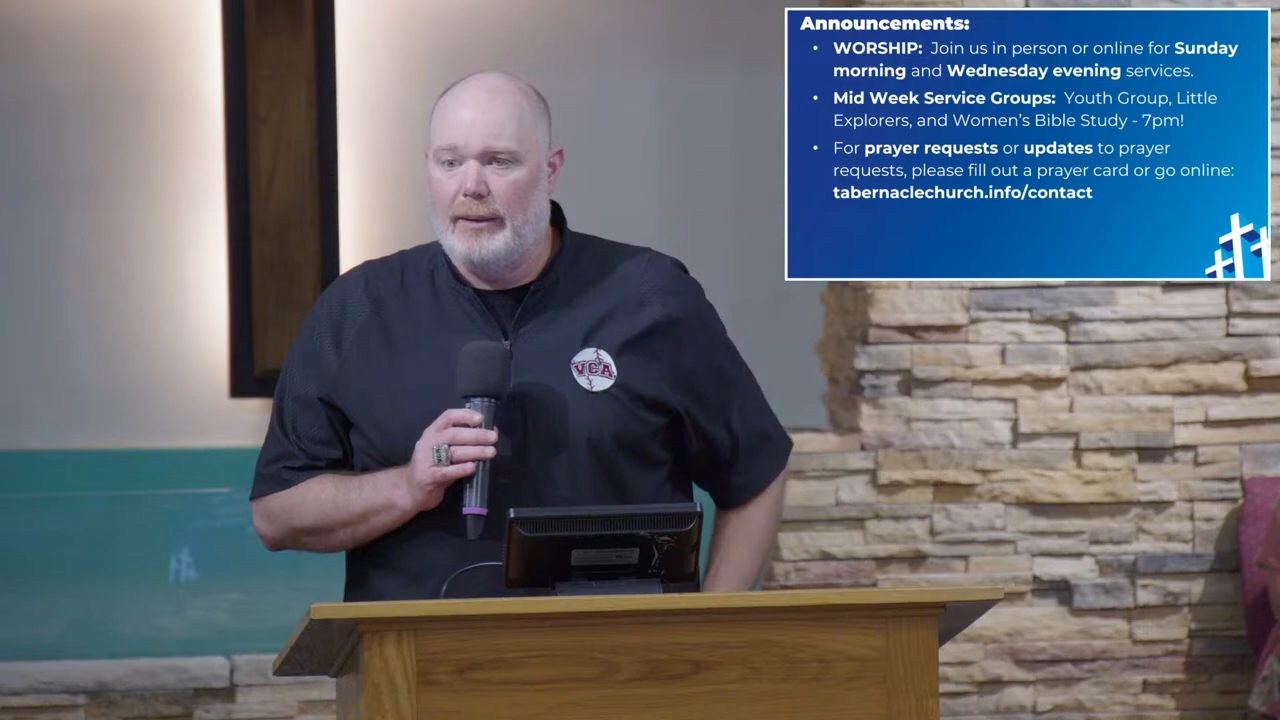 Announcements:
• WORSHIP: Join us in person or online for Sunday
morning and Wednesday evening services.
• Mid Week Service Groups: Youth Group, Little
Explorers, and Women's Bible Study - 7pm!
• For prayer requests or updates to prayer
requests, please fill out a prayer card or go online:
tabernaclechurch.info/contact
VCA